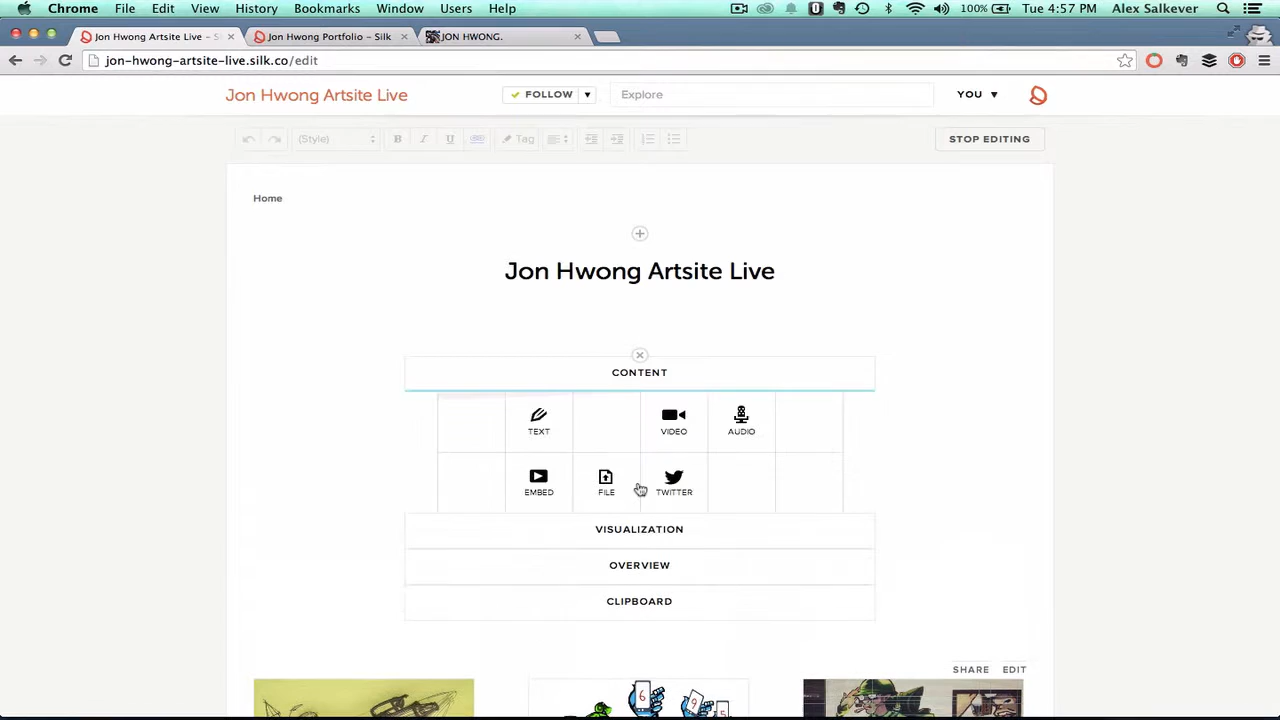 Chrome File Edit View History Bookmarks Window Users Help 100% Tue 4:57 PM Alex Salkever
Jon Hwong Artsite Live – S Jon Hwong Portfolio – Silk JON HWONG.
jon-hwong-artsite-live.silk.co/edit
Jon Hwong Artsite Live FOLLOW Explore YOU
(Style) B I U Tag STOP EDITING
Home
Jon Hwong Artsite Live
CONTENT
TEXT VIDEO AUDIO
EMBED FILE TWITTER
VISUALIZATION
OVERVIEW
CLIPBOARD
SHARE EDIT
6 9 5